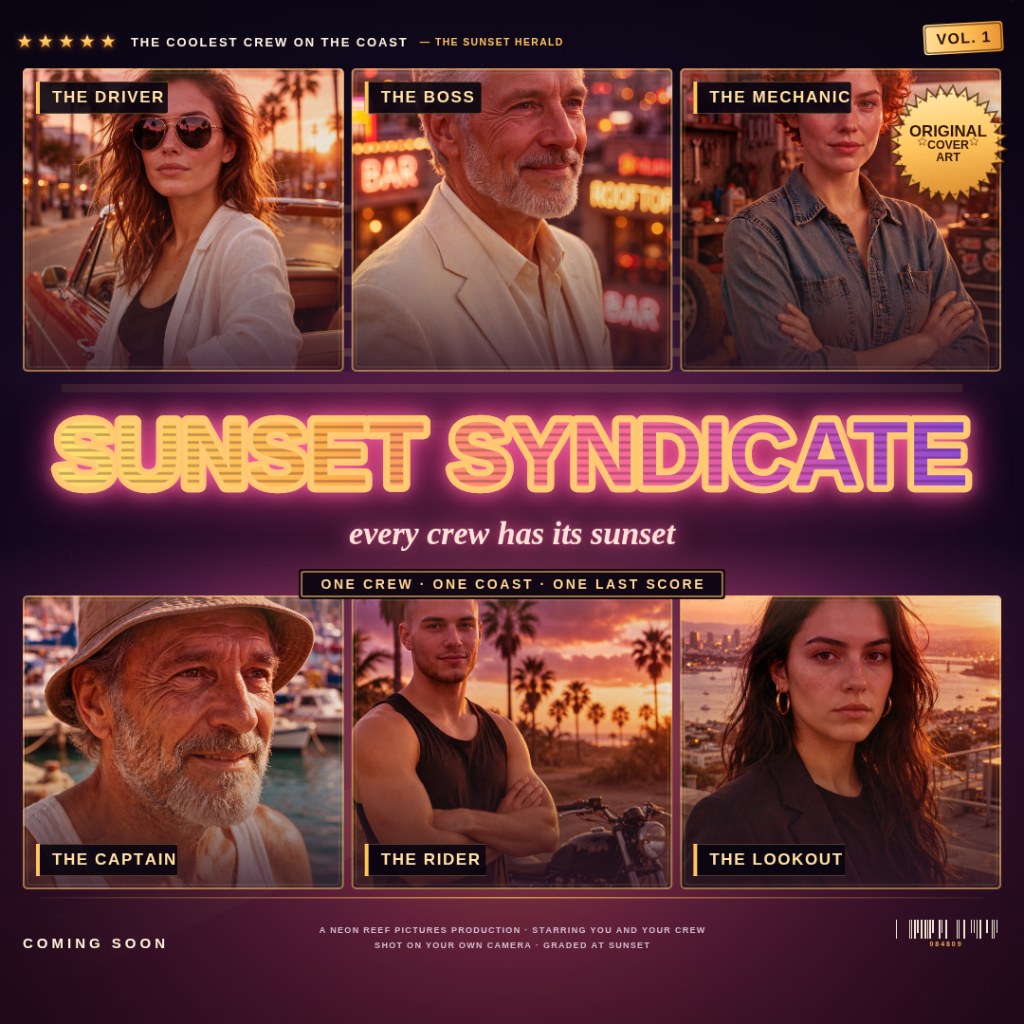 ★★★★★ THE COOLEST CREW ON THE COAST — THE SUNSET HERALD
VOL. 1
THE DRIVER
THE BOSS
THE MECHANIC
ORIGINAL
☆COVER☆
ART
BAR
ROOFTOP
BAR
SUNSET SYNDICATE
every crew has its sunset
ONE CREW · ONE COAST · ONE LAST SCORE
THE CAPTAIN
THE RIDER
THE LOOKOUT
COMING SOON
A NEON REEF PICTURES PRODUCTION · STARRING YOU AND YOUR CREW
SHOT ON YOUR OWN CAMERA · GRADED AT SUNSET
084809